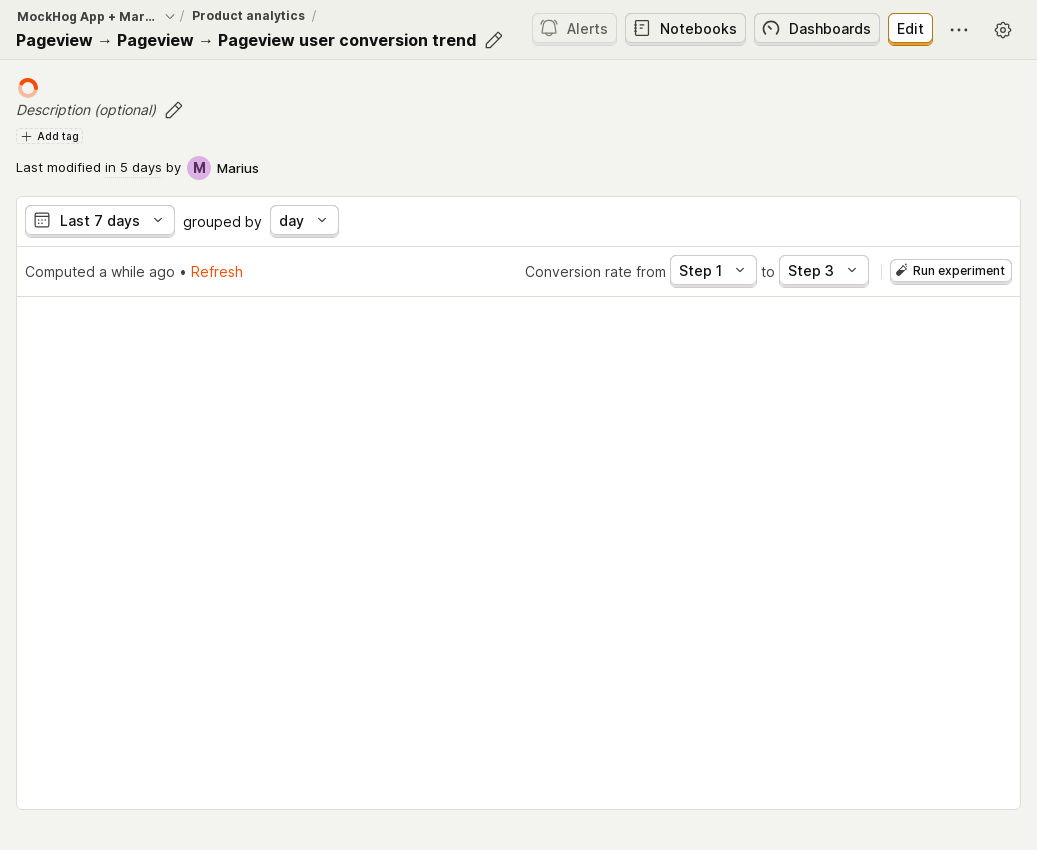 MockHog App + Mar... / Product analytics /
Pageview → Pageview → Pageview user conversion trend
Alerts Notebooks Dashboards Edit
Description (optional)
Add tag
Last modified in 5 days by M Marius
Last 7 days grouped by day
Computed a while ago • Refresh Conversion rate from Step 1 to Step 3 Run experiment